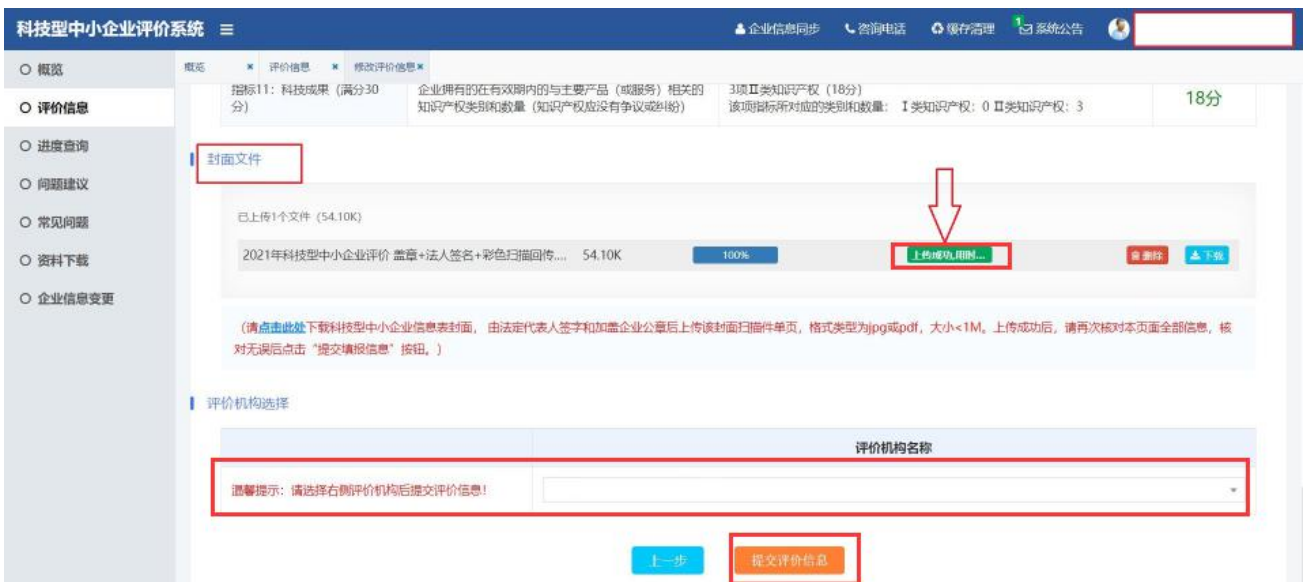 科技型中小企业评价系统
企业信息同步 咨询电话 缓存清理 1 系统公告
概览
评价信息
进度查询
问题建议
常见问题
资料下载
企业信息变更
概览 × 评价信息 × 修改评价信息×
指标11：科技成果（满分30
分）
企业拥有的在有效期内的与主要产品（或服务）相关的
知识产权类别和数量（知识产权应没有争议或纠纷）
3项Ⅱ类知识产权（18分）
该项指标所对应的类别和数量： Ⅰ类知识产权：0 Ⅱ类知识产权：3
18分
封面文件
已上传1个文件（54.10K）
2021年科技型中小企业评价 盖章+法人签名+彩色扫描回传.... 54.10K 100% 上传成功,用时... 删除 下载
（请点击此处下载科技型中小企业信息表封面， 由法定代表人签字和加盖企业公章后上传该封面扫描件单页，格式类型为jpg或pdf，大小<1M。上传成功后，请再次核对本页面全部信息，核
对无误后点击“提交填报信息”按钮。）
评价机构选择
评价机构名称
温馨提示：请选择右侧评价机构后提交评价信息！
上一步 提交评价信息